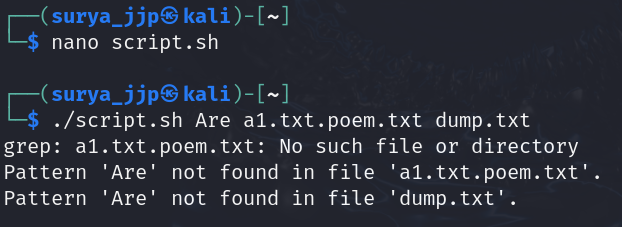 ┌──(surya_jjp㉿kali)-[~]
└─$ nano script.sh
┌──(surya_jjp㉿kali)-[~]
└─$ ./script.sh Are a1.txt.poem.txt dump.txt
grep: a1.txt.poem.txt: No such file or directory
Pattern 'Are' not found in file 'a1.txt.poem.txt'.
Pattern 'Are' not found in file 'dump.txt'.